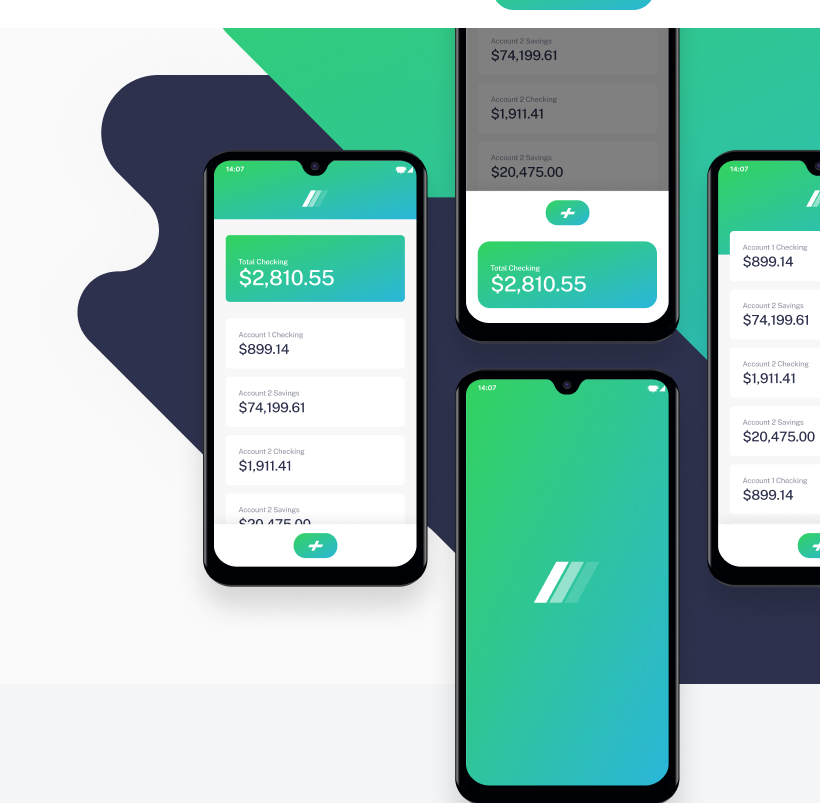 14:07
Total Checking
$2,810.55
Account 1 Checking
$899.14
Account 2 Savings
$74,199.61
Account 2 Checking
$1,911.41
Account 2 Savings
$20,475.00
Account 2 Savings
$74,199.61
Account 2 Checking
$1,911.41
Account 2 Savings
$20,475.00
Total Checking
$2,810.55
14:07
14:07
Account 1 Checking
$899.14
Account 2 Savings
$74,199.61
Account 2 Checking
$1,911.41
Account 2 Savings
$20,475.00
Account 1 Checking
$899.14